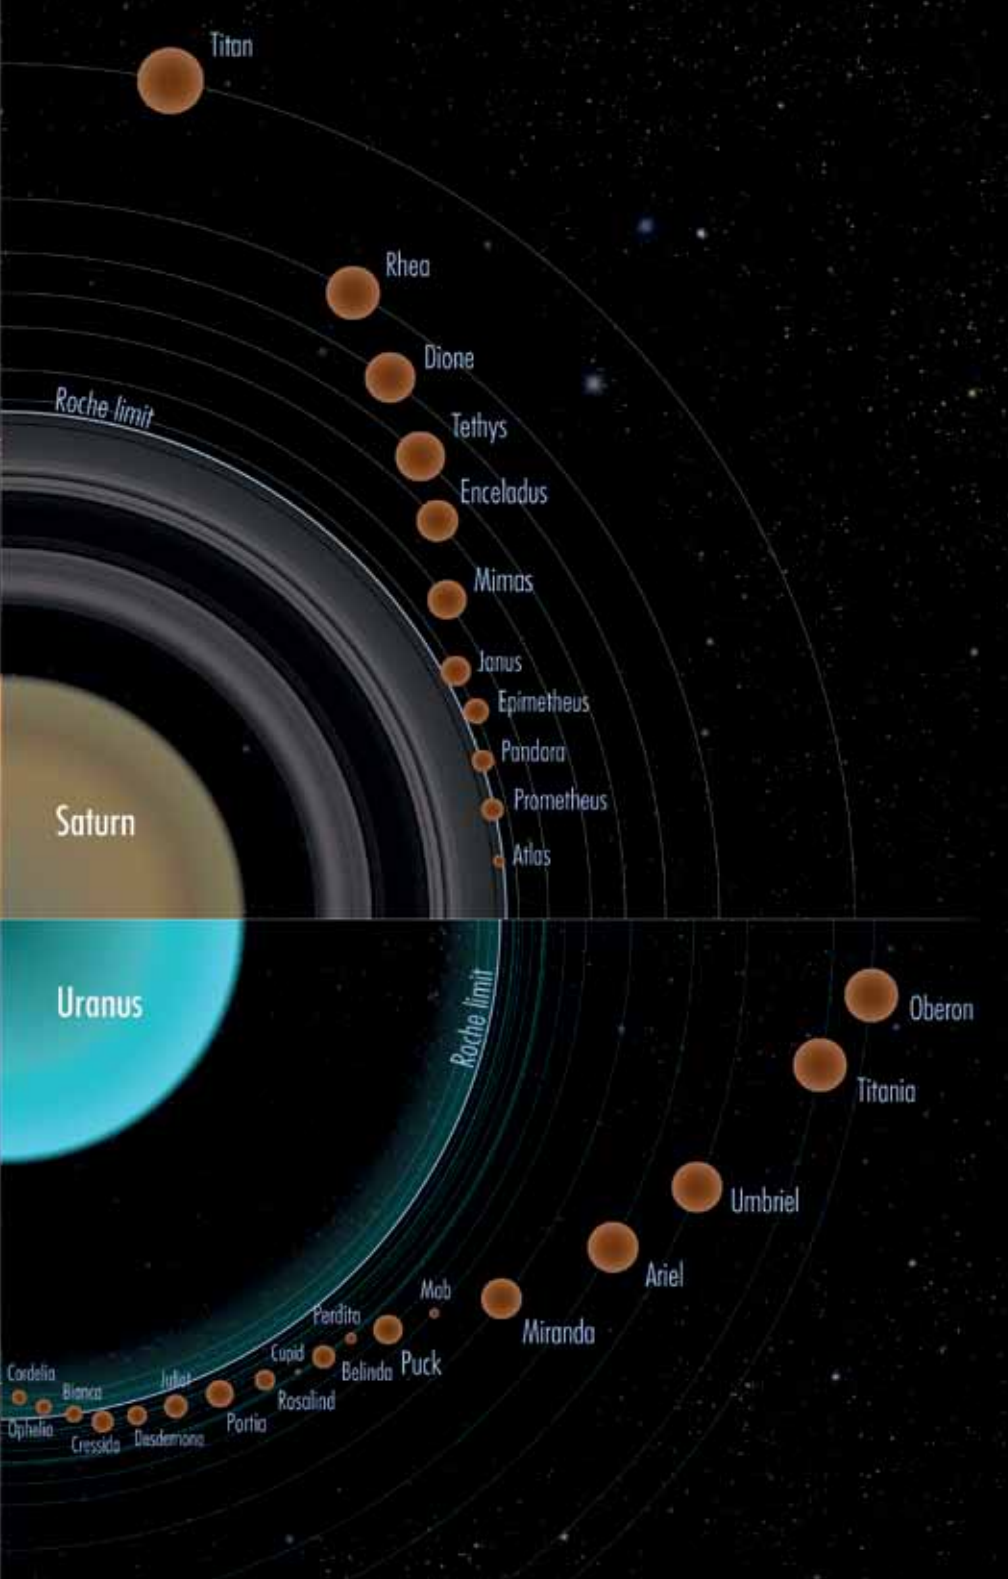 Titan
Rhea
Dione
Roche limit
Tethys
Enceladus
Mimas
Janus
Epimetheus
Pandora
Prometheus
Saturn
Atlas
Uranus
Roche limit
Oberon
Titania
Umbriel
Ariel
Mab
Perdita
Miranda
Cupid
Puck
Belinda
Cordelia
Juliet
Bianca
Rosalind
Portia
Ophelia
Desdemona
Cressida